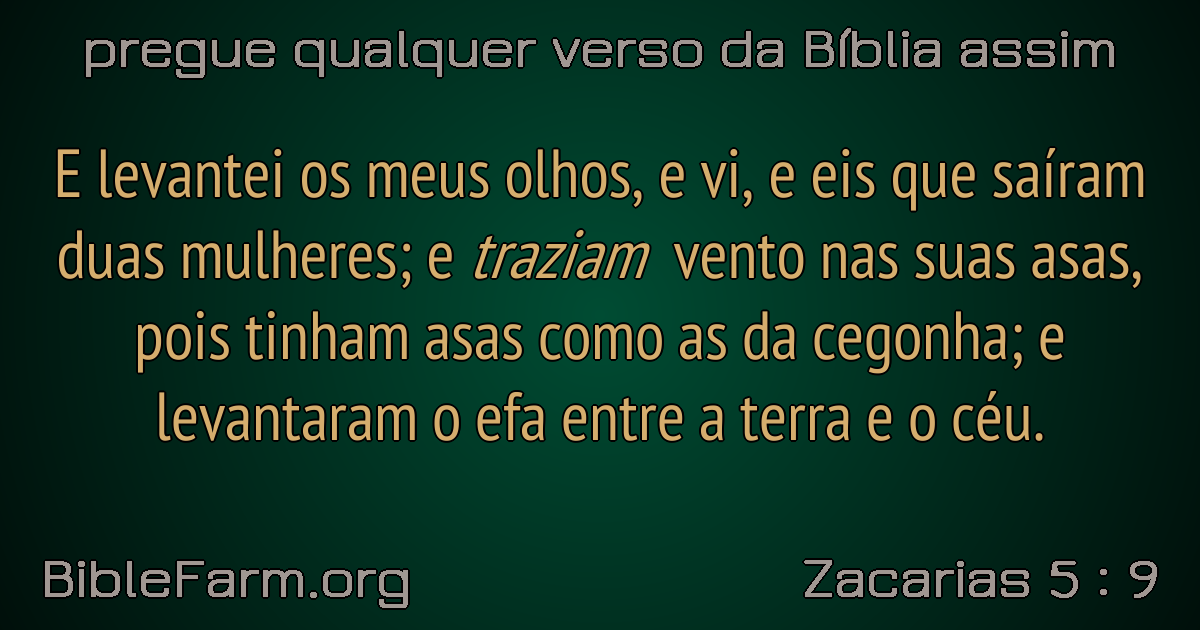 pregue qualquer verso da Bíblia assim
E levantei os meus olhos, e vi, e eis que saíram
duas mulheres; e traziam vento nas suas asas,
pois tinham asas como as da cegonha; e
levantaram o efa entre a terra e o céu.
BibleFarm.org
Zacarias 5 : 9